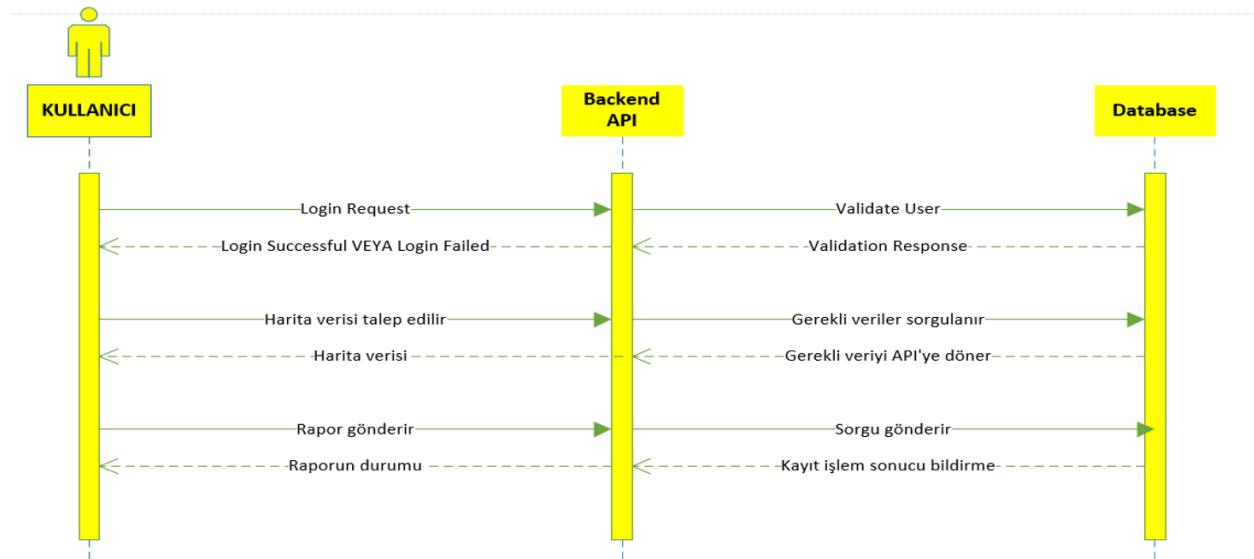 KULLANICI
Backend
API
Database
Login Request
Validate User
Login Successful VEYA Login Failed
Validation Response
Harita verisi talep edilir
Gerekli veriler sorgulanır
Harita verisi
Gerekli veriyi API'ye döner
Rapor gönderir
Sorgu gönderir
Raporun durumu
Kayıt işlem sonucu bildirme